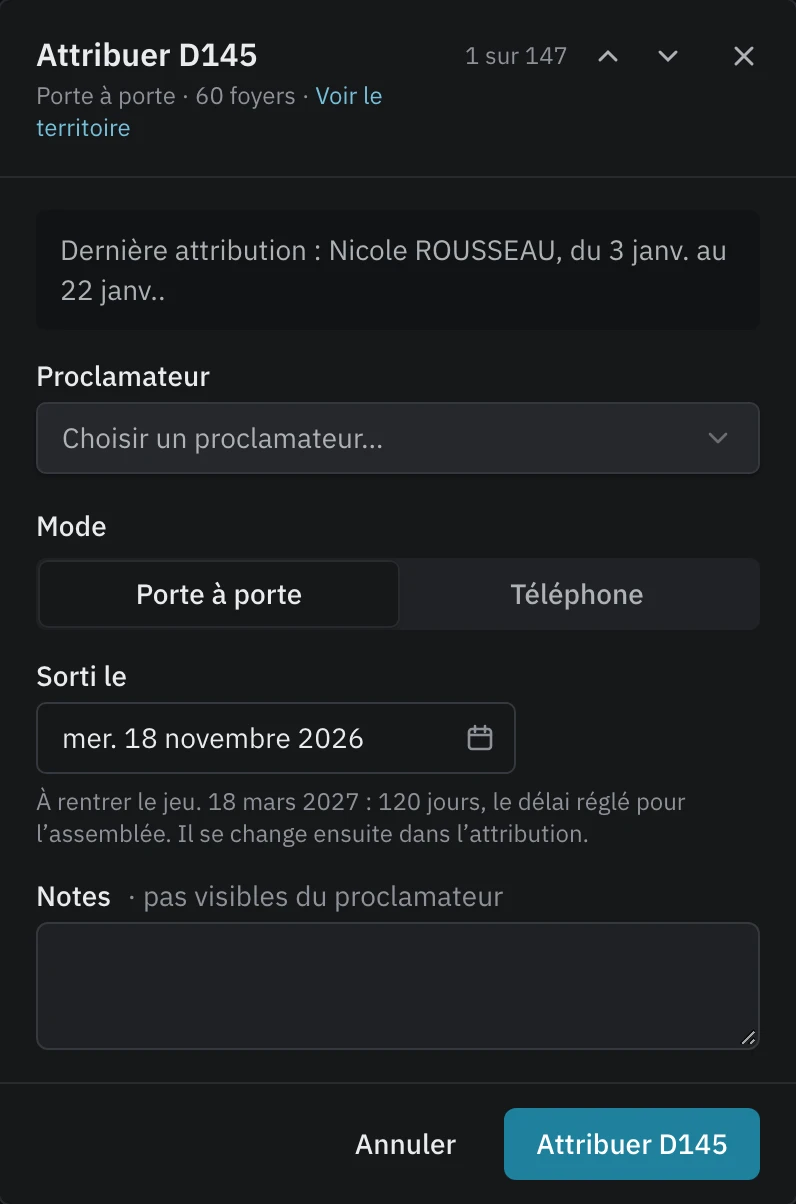 Attribuer D145
1 sur 147
Porte à porte · 60 foyers · Voir le
territoire
Dernière attribution : Nicole ROUSSEAU, du 3 janv. au
22 janv..
Proclamateur
Choisir un proclamateur...
Mode
Porte à porte
Téléphone
Sorti le
mer. 18 novembre 2026
À rentrer le jeu. 18 mars 2027 : 120 jours, le délai réglé pour
l’assemblée. Il se change ensuite dans l’attribution.
Notes · pas visibles du proclamateur
Annuler
Attribuer D145